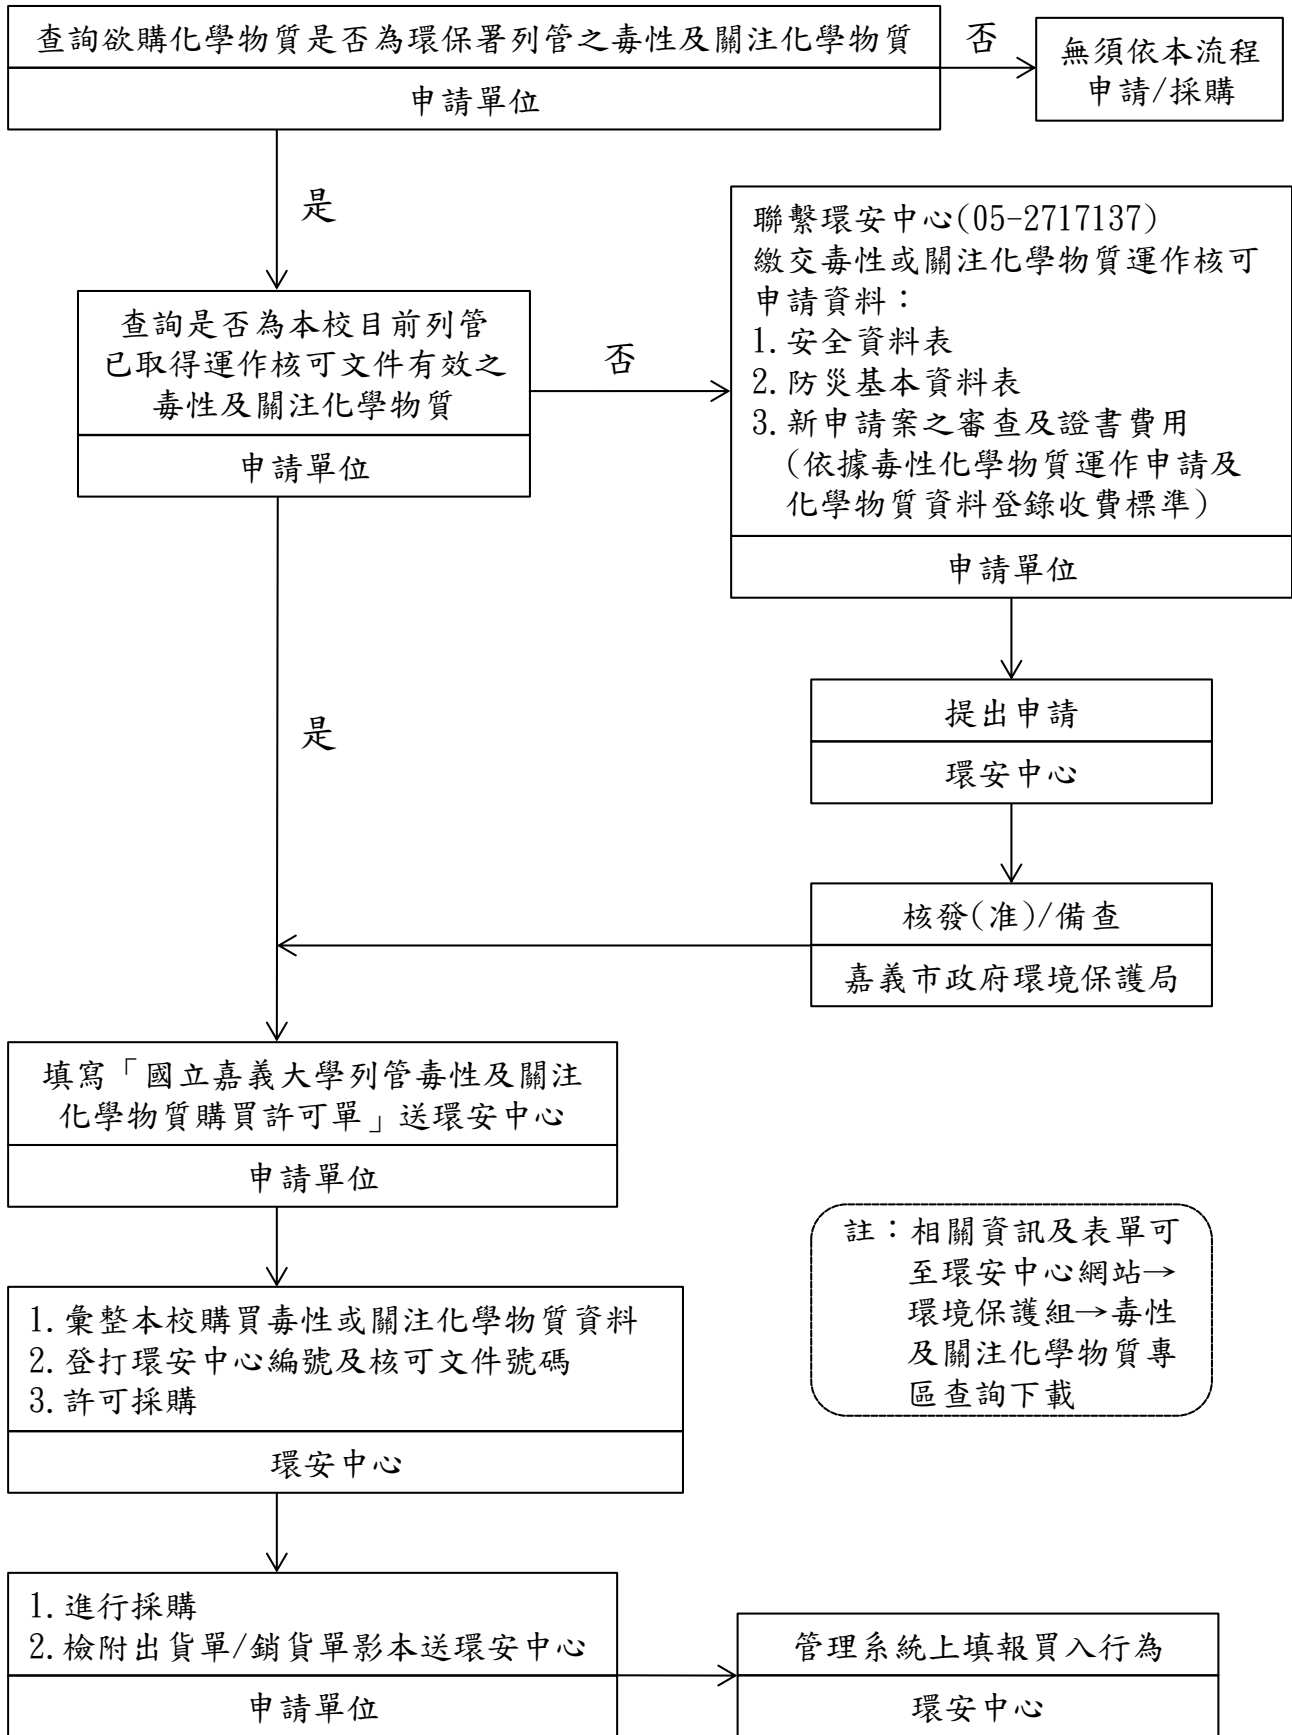 查詢欲購化學物質是否為環保署列管之毒性及關注化學物質
申請單位
否
無須依本流程
申請/採購
是
查詢是否為本校目前列管
已取得運作核可文件有效之
毒性及關注化學物質
申請單位
否
聯繫環安中心(05-2717137)
繳交毒性或關注化學物質運作核可
申請資料：
1.安全資料表
2.防災基本資料表
3.新申請案之審查及證書費用
(依據毒性化學物質運作申請及
化學物質資料登錄收費標準)
申請單位
提出申請
環安中心
是
核發(准)/備查
嘉義市政府環境保護局
填寫「國立嘉義大學列管毒性及關注
化學物質購買許可單」送環安中心
申請單位
1.彙整本校購買毒性或關注化學物質資料
2.登打環安中心編號及核可文件號碼
3.許可採購
環安中心
註：相關資訊及表單可
至環安中心網站→
環境保護組→毒性
及關注化學物質專
區查詢下載
1.進行採購
2.檢附出貨單/銷貨單影本送環安中心
申請單位
管理系統上填報買入行為
環安中心